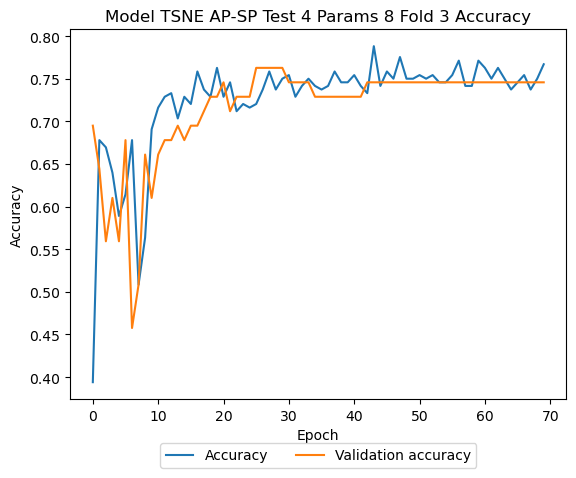 Model TSNE AP-SP Test 4 Params 8 Fold 3 Accuracy
0.80
0.75
0.70
0.65
0.60
0.55
0.50
0.45
0.40
Accuracy
0 10 20 30 40 50 60 70
Epoch
Accuracy Validation accuracy